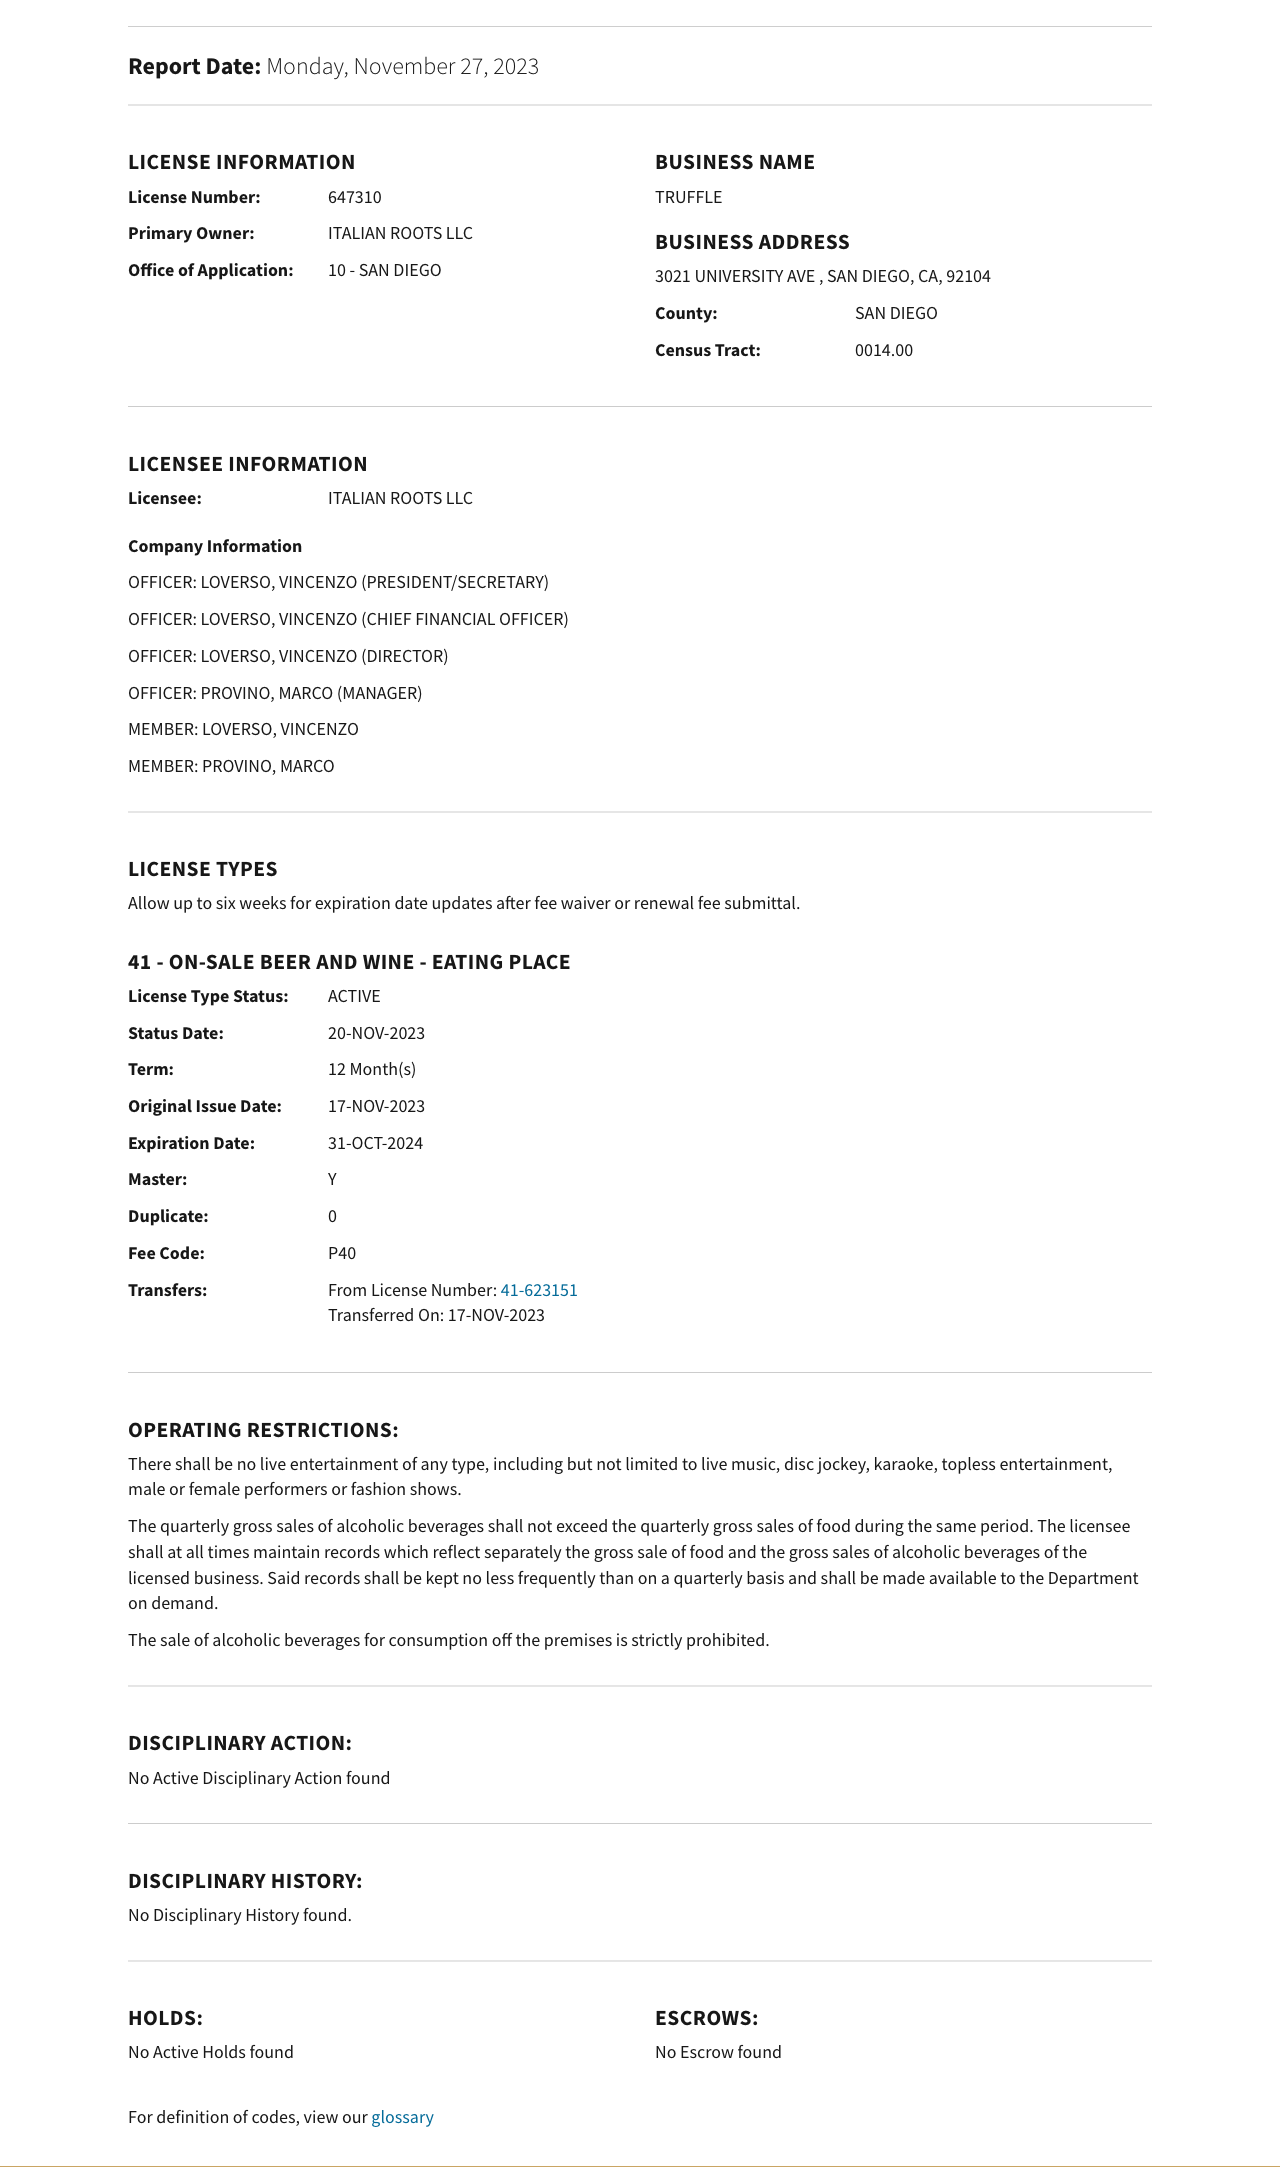 Report Date: Monday, November 27, 2023
LICENSE INFORMATION
License Number: 647310
Primary Owner: ITALIAN ROOTS LLC
Office of Application: 10 - SAN DIEGO
BUSINESS NAME
TRUFFLE
BUSINESS ADDRESS
3021 UNIVERSITY AVE , SAN DIEGO, CA, 92104
County: SAN DIEGO
Census Tract: 0014.00
LICENSEE INFORMATION
Licensee: ITALIAN ROOTS LLC
Company Information
OFFICER: LOVERSO, VINCENZO (PRESIDENT/SECRETARY)
OFFICER: LOVERSO, VINCENZO (CHIEF FINANCIAL OFFICER)
OFFICER: LOVERSO, VINCENZO (DIRECTOR)
OFFICER: PROVINO, MARCO (MANAGER)
MEMBER: LOVERSO, VINCENZO
MEMBER: PROVINO, MARCO
LICENSE TYPES
Allow up to six weeks for expiration date updates after fee waiver or renewal fee submittal.
41 - ON-SALE BEER AND WINE - EATING PLACE
License Type Status: ACTIVE
Status Date: 20-NOV-2023
Term: 12 Month(s)
Original Issue Date: 17-NOV-2023
Expiration Date: 31-OCT-2024
Master: Y
Duplicate: 0
Fee Code: P40
Transfers: From License Number: 41-623151
Transferred On: 17-NOV-2023
OPERATING RESTRICTIONS:
There shall be no live entertainment of any type, including but not limited to live music, disc jockey, karaoke, topless entertainment,
male or female performers or fashion shows.
The quarterly gross sales of alcoholic beverages shall not exceed the quarterly gross sales of food during the same period. The licensee
shall at all times maintain records which reflect separately the gross sale of food and the gross sales of alcoholic beverages of the
licensed business. Said records shall be kept no less frequently than on a quarterly basis and shall be made available to the Department
on demand.
The sale of alcoholic beverages for consumption off the premises is strictly prohibited.
DISCIPLINARY ACTION:
No Active Disciplinary Action found
DISCIPLINARY HISTORY:
No Disciplinary History found.
HOLDS:
No Active Holds found
ESCROWS:
No Escrow found
For definition of codes, view our glossary